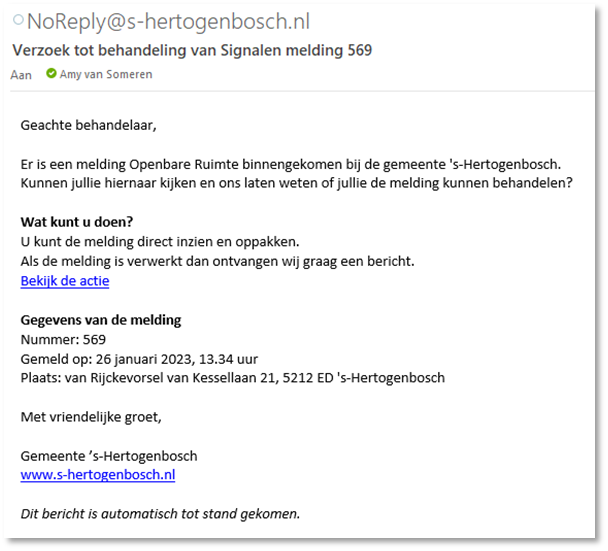 NoReply@s-hertogenbosch.nl
Verzoek tot behandeling van Signalen melding 569
Aan Amy van Someren
Geachte behandelaar,
Er is een melding Openbare Ruimte binnengekomen bij de gemeente 's-Hertogenbosch.
Kunnen jullie hiernaar kijken en ons laten weten of jullie de melding kunnen behandelen?
Wat kunt u doen?
U kunt de melding direct inzien en oppakken.
Als de melding is verwerkt dan ontvangen wij graag een bericht.
Bekijk de actie
Gegevens van de melding
Nummer: 569
Gemeld op: 26 januari 2023, 13.34 uur
Plaats: van Rijckevorsel van Kessellaan 21, 5212 ED 's-Hertogenbosch
Met vriendelijke groet,
Gemeente ’s-Hertogenbosch
www.s-hertogenbosch.nl
Dit bericht is automatisch tot stand gekomen.